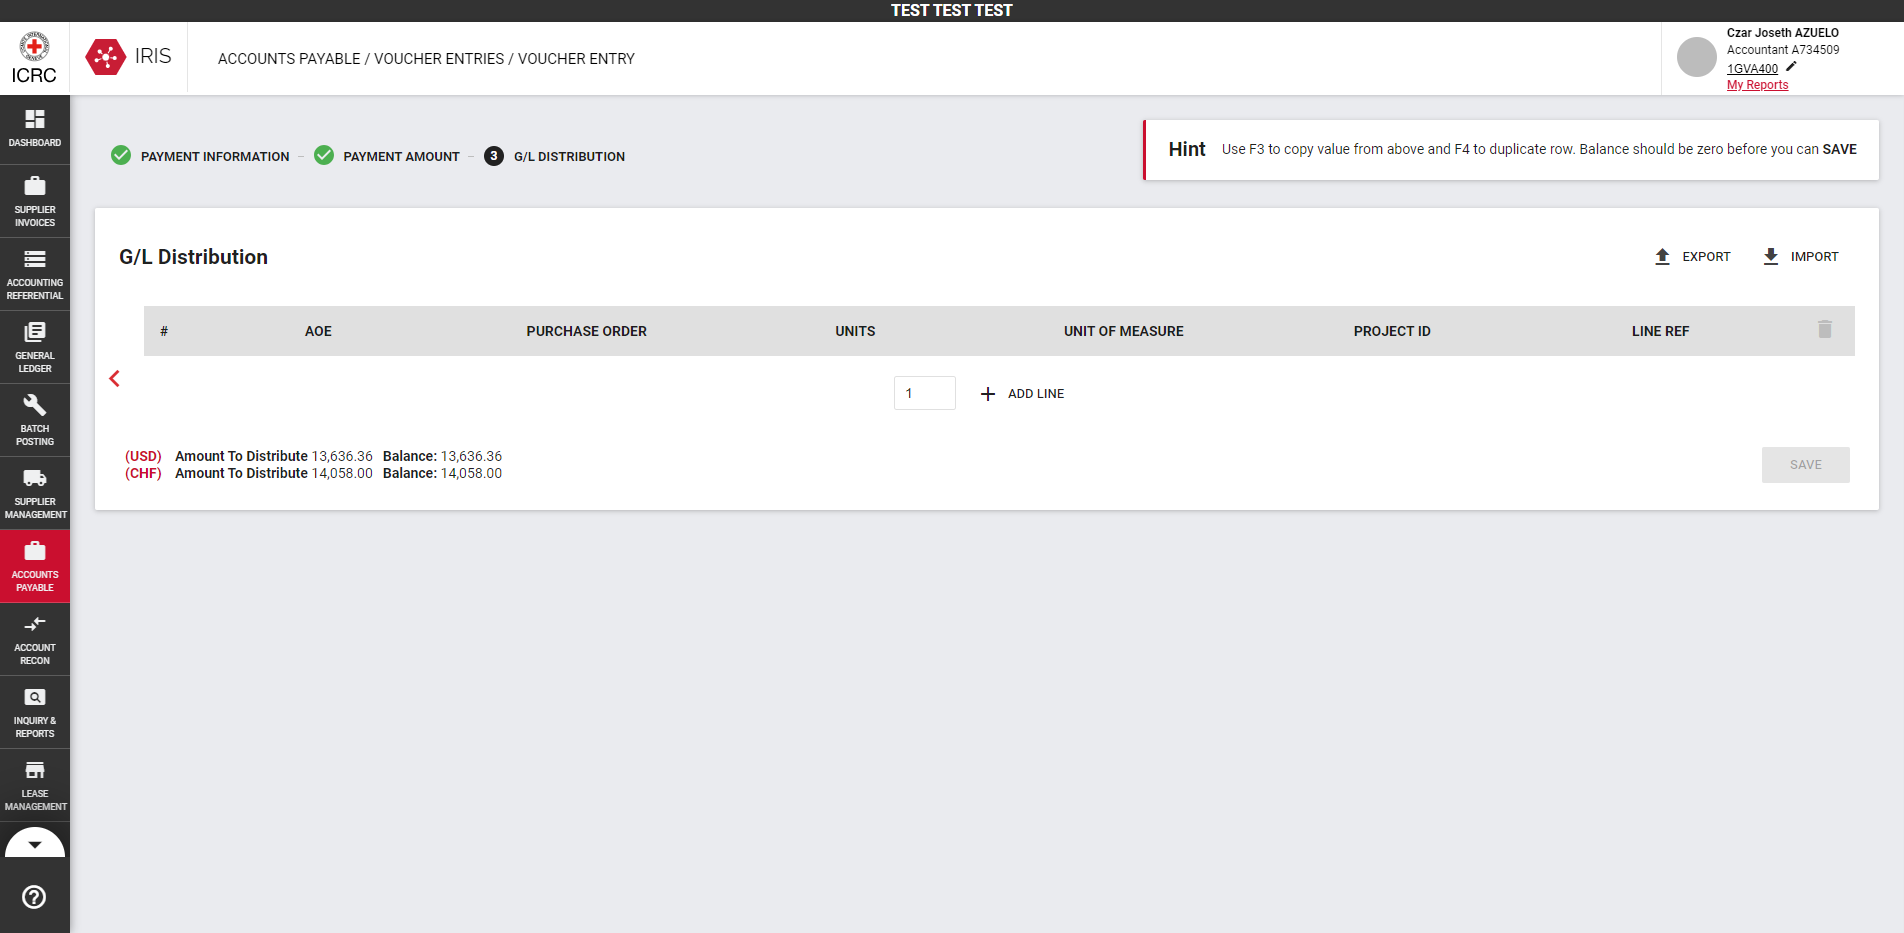 TEST TEST TEST
ICRC
IRIS
ACCOUNTS PAYABLE / VOUCHER ENTRIES / VOUCHER ENTRY
Czar Joseth AZUELO
Accountant A734509
1GVA400
My Reports
DASHBOARD
SUPPLIER
INVOICES
ACCOUNTING
REFERENTIAL
GENERAL
LEDGER
BATCH
POSTING
SUPPLIER
MANAGEMENT
ACCOUNTS
PAYABLE
ACCOUNT
RECON
INQUIRY &
REPORTS
LEASE
MANAGEMENT
PAYMENT INFORMATION
PAYMENT AMOUNT
3 G/L DISTRIBUTION
Hint Use F3 to copy value from above and F4 to duplicate row. Balance should be zero before you can SAVE
G/L Distribution
EXPORT
IMPORT
# AOE PURCHASE ORDER UNITS UNIT OF MEASURE PROJECT ID LINE REF
1 ADD LINE
(USD) Amount To Distribute 13,636.36 Balance: 13,636.36
(CHF) Amount To Distribute 14,058.00 Balance: 14,058.00
SAVE